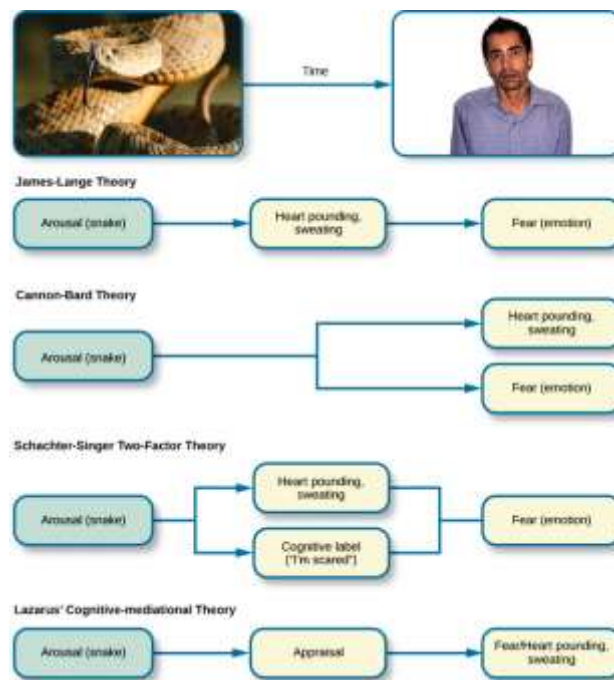 Time
James-Lange Theory
Arousal (snake)
Heart pounding,
sweating
Fear (emotion)
Cannon-Bard Theory
Arousal (snake)
Heart pounding,
sweating
Fear (emotion)
Schachter-Singer Two-Factor Theory
Arousal (snake)
Heart pounding,
sweating
Cognitive label
("I'm scared")
Fear (emotion)
Lazarus' Cognitive-mediational Theory
Arousal (snake)
Appraisal
Fear/Heart pounding,
sweating